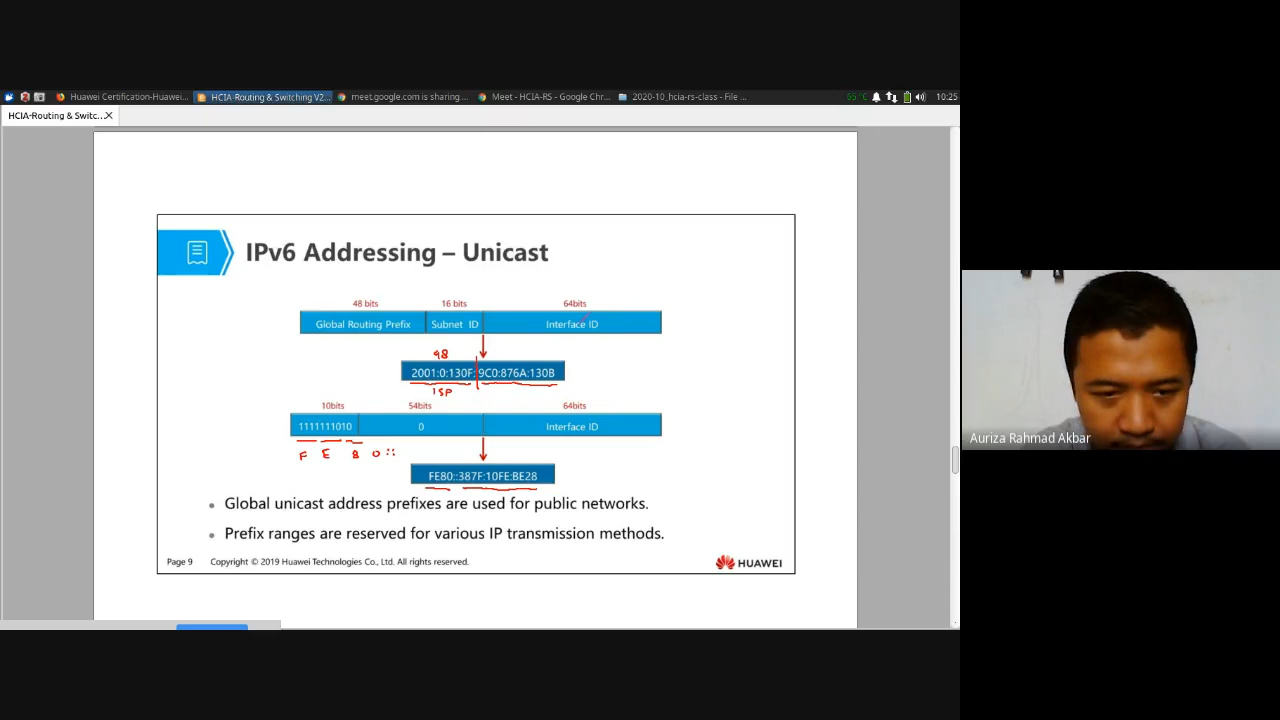 Huawei Certification-Huawei... HCIA-Routing & Switching V2... meet.google.com is sharing ... Meet - HCIA-RS - Google Chr... 2020-10_hcia-rs-class - File ... 55°C 10:25
HCIA-Routing & Switc...
IPv6 Addressing – Unicast
48 bits 16 bits 64bits
Global Routing Prefix Subnet ID Interface ID
48
2001:0:130F::9C0:876A:130B
ISP
10bits 54bits 64bits
1111111010 0 Interface ID
F E 8 0 ::
FE80::387F:10FE:BE28
Auriza Rahmad Akbar
• Global unicast address prefixes are used for public networks.
• Prefix ranges are reserved for various IP transmission methods.
Page 9 Copyright © 2019 Huawei Technologies Co., Ltd. All rights reserved. HUAWEI